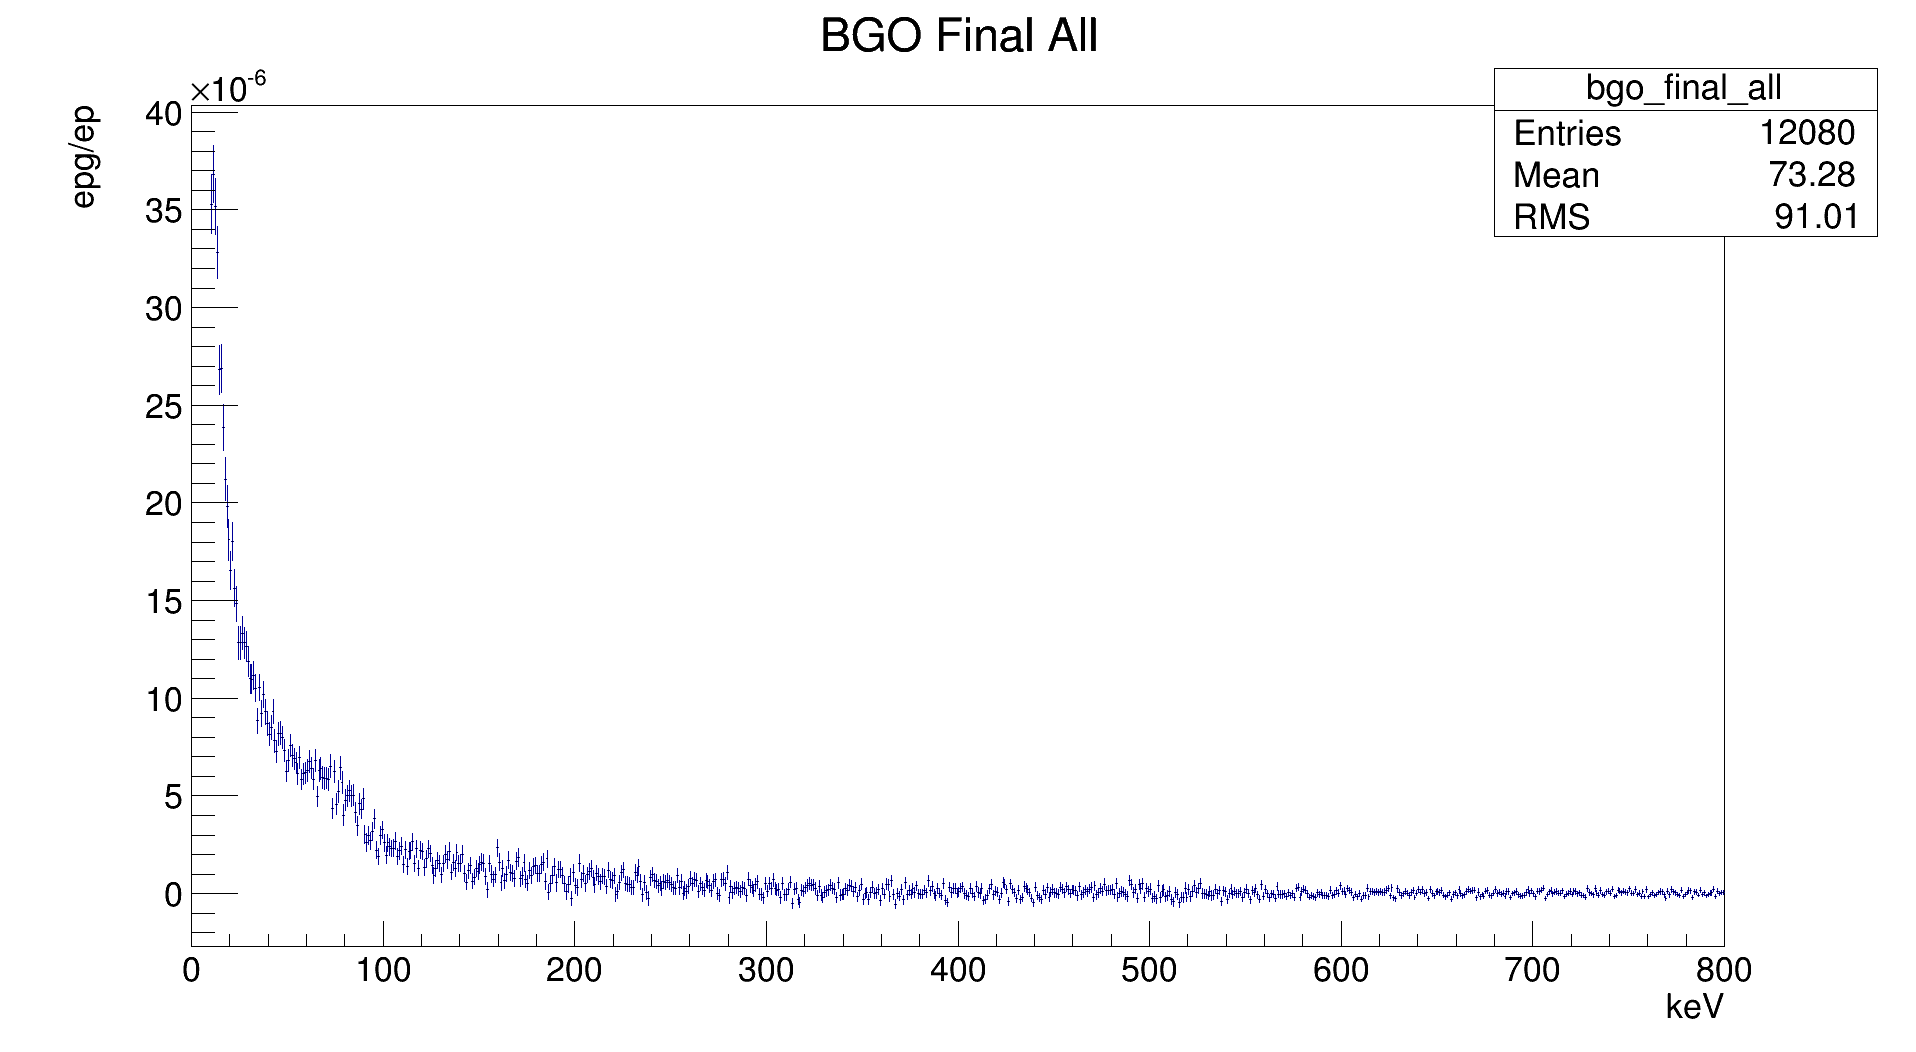 BGO Final All
×10-6
epg/ep
bgo_final_all
Entries 12080
Mean 73.28
RMS 91.01
40
35
30
25
20
15
10
5
0
0 100 200 300 400 500 600 700 800
keV